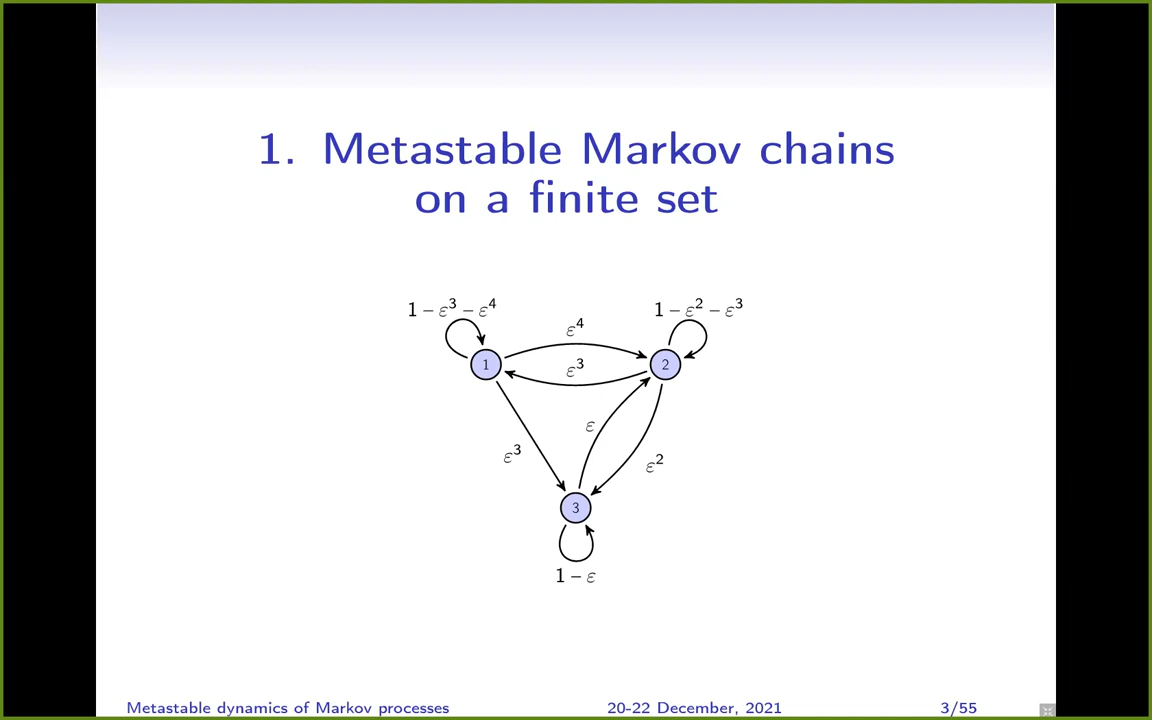 1. Metastable Markov chains
on a finite set
1 − ε³ − ε⁴
1 − ε² − ε³
ε⁴
1
ε³
2
ε
ε³
ε²
3
1 − ε
Metastable dynamics of Markov processes 20-22 December, 2021 3/55